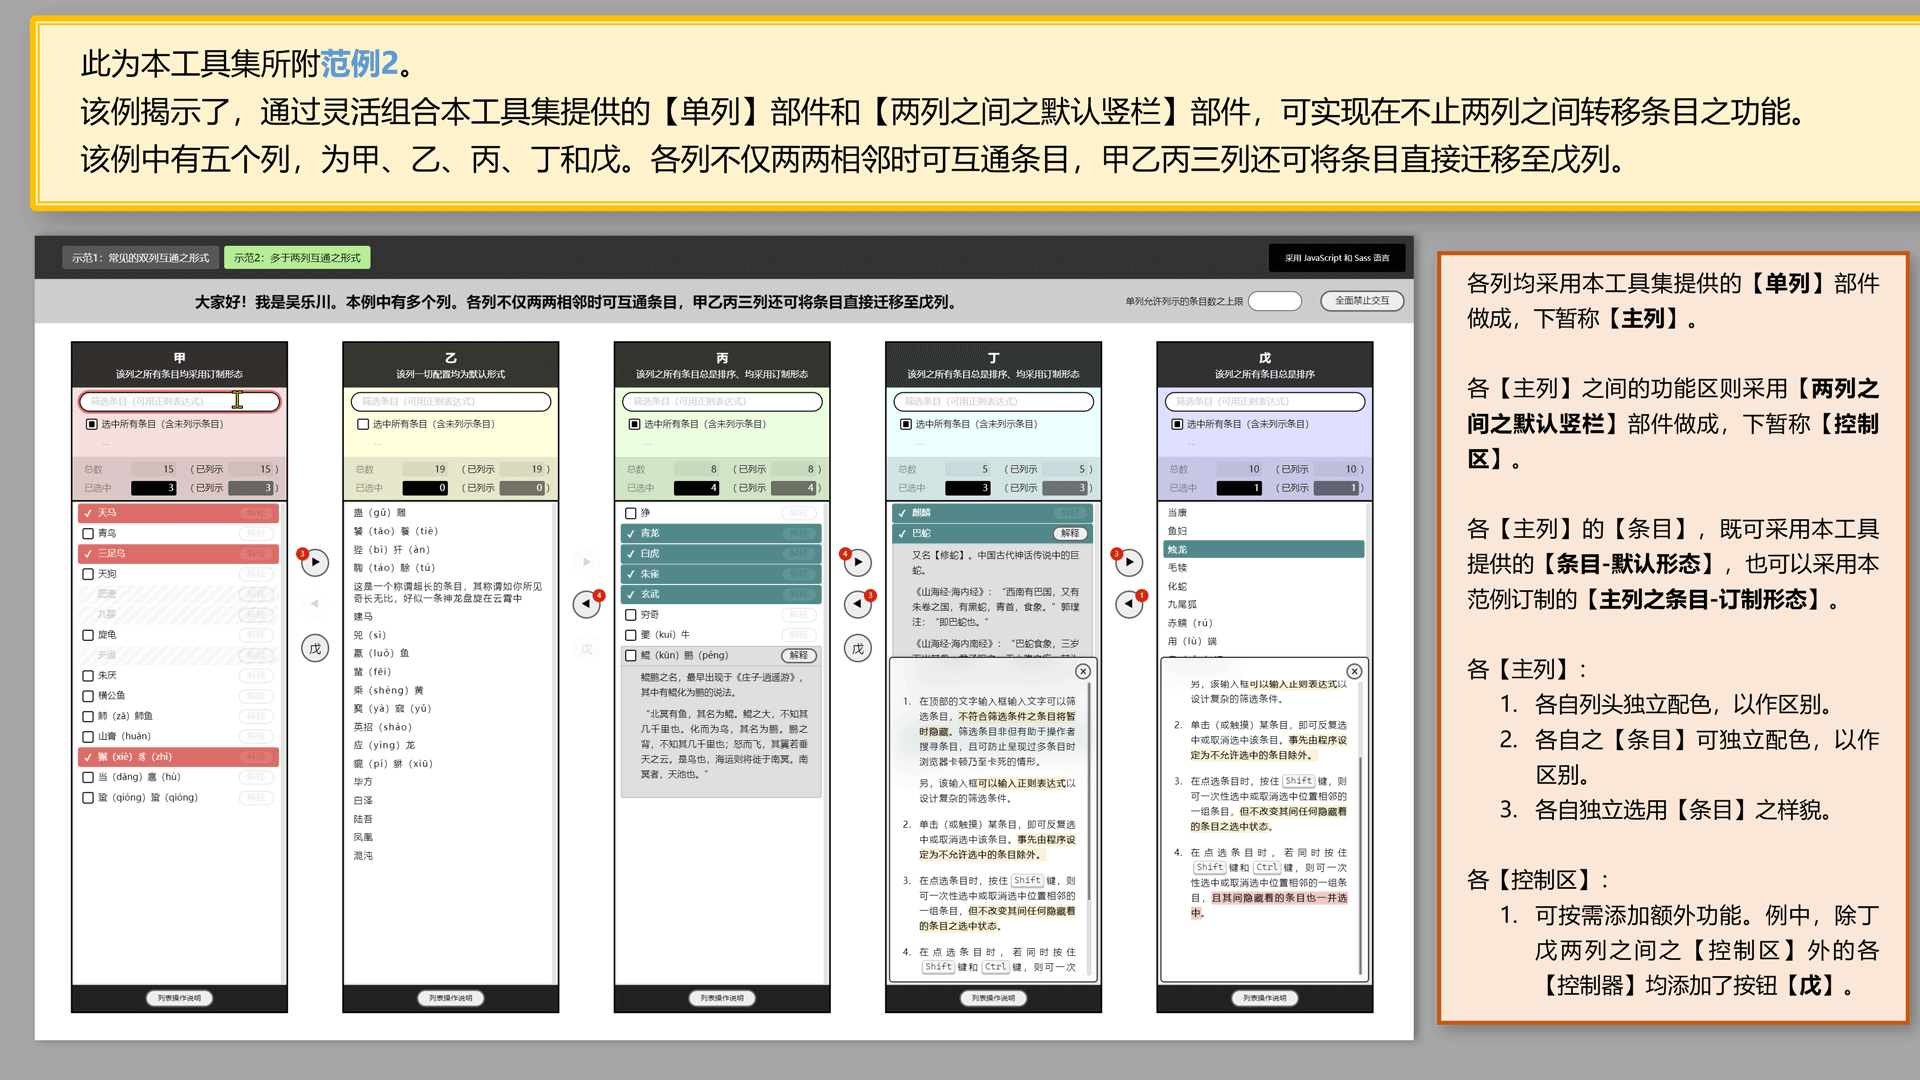 此为本工具集所附范例2。
该例揭示了，通过灵活组合本工具集提供的【单列】部件和【两列之间之默认竖栏】部件，可实现在不止两列之间转移条目之功能。
该例中有五个列，为甲、乙、丙、丁和戊。各列不仅两两相邻时可互通条目，甲乙丙三列还可将条目直接迁移至戊列。
示范1：常见的双列互通之形式
示范2：多于两列互通之形式
采用 JavaScript 和 Sass 语言
大家好！我是吴乐川。本例中有多个列。各列不仅两两相邻时可互通条目，甲乙丙三列还可将条目直接迁移至戊列。
单列允许列示的条目数之上限
全面禁止交互
甲
该列之所有条目均采用订制形态
筛选条目（可用正则表达式）
选中所有条目（含未列示条目）
--
总数 15 （已列示 15 ）
已选中 3 （已列示 3 ）
天马 解释
青鸟 解释
三足乌 解释
天狗 解释
肥遗 解释
九婴 解释
旋龟 解释
解释
朱厌 解释
横公鱼 解释
鰤（zā）鰤鱼 解释
山膏（huàn） 解释
獬（xiè）豸（zhì） 解释
当（dāng）扈（hù） 解释
蛩（qióng）蛩（qióng） 解释
列表操作说明
3
戊
乙
该列一切配置均为默认形式
筛选条目（可用正则表达式）
选中所有条目（含未列示条目）
--
总数 19 （已列示 19 ）
已选中 0 （已列示 0 ）
蛊（gǔ）雕
饕（tāo）餮（tiè）
狴（bì）犴（àn）
騊（táo）駼（tú）
这是一个称谓超长的条目，其称谓如你所见
奇长无比，好似一条神龙盘旋在云霄中
建马
兕（sì）
蠃（luǒ）鱼
蜚（fēi）
乘（shèng）黄
猰（yà）窳（yǔ）
英招（sháo）
应（yìng）龙
貔（pí）貅（xiū）
毕方
白泽
陆吾
凤凰
混沌
列表操作说明
4
戊
丙
该列之所有条目总是排序、均采用订制形态
筛选条目（可用正则表达式）
选中所有条目（含未列示条目）
--
总数 8 （已列示 8 ）
已选中 4 （已列示 4 ）
狰 解释
青龙 解释
白虎 解释
朱雀 解释
玄武 解释
穷奇 解释
夔（kuí）牛 解释
鲲（kūn）鹏（péng） 解释
鲲鹏之名，最早出现于《庄子·逍遥游》，
其中有鲲化为鹏的说法。
“北冥有鱼，其名为鲲。鲲之大，不知其
几千里也。化而为鸟，其名为鹏。鹏之
背，不知其几千里也；怒而飞，其翼若垂
天之云。是鸟也，海运则将徙于南冥。南
冥者，天池也。”
列表操作说明
4
3
戊
丁
该列之所有条目总是排序、均采用订制形态
筛选条目（可用正则表达式）
选中所有条目（含未列示条目）
--
总数 5 （已列示 5 ）
已选中 3 （已列示 3 ）
麒麟 解释
巴蛇 解释
又名【修蛇】。中国古代神话传说中的巨
蛇。
《山海经·海内经》：“西南有巴国，又有
朱卷之国，有黑蛇，青首，食象。”郭璞
注：“即巴蛇也。”
《山海经·海内南经》：“巴蛇食象，三岁
1. 在顶部的文字输入框输入文字可以筛
选条目，不符合筛选条件之条目将暂
时隐藏。筛选条目非但有助于操作者
搜寻条目，且可防止呈现过多条目时
浏览器卡顿乃至卡死的情形。
另，该输入框可以输入正则表达式以
设计复杂的筛选条件。
2. 单击（或触摸）某条目，即可反复选
中或取消选中该条目。事先由程序设
定为不允许选中的条目除外。
3. 在点选条目时，按住 Shift 键，则
可一次性选中或取消选中位置相邻的
一组条目，但不改变其间任何隐藏着
的条目之选中状态。
4. 在点选条目时，若同时按住
Shift 键和 Ctrl 键，则可一次
列表操作说明
3
1
戊
该列之所有条目总是排序
筛选条目（可用正则表达式）
选中所有条目（含未列示条目）
--
总数 10 （已列示 10 ）
已选中 1 （已列示 1 ）
当康
鱼妇
烛龙
毛犊
化蛇
九尾狐
赤鱬（rú）
甪（lù）端
另，该输入框可以输入正则表达式以
设计复杂的筛选条件。
2. 单击（或触摸）某条目，即可反复选
中或取消选中该条目。事先由程序设
定为不允许选中的条目除外。
3. 在点选条目时，按住 Shift 键，则
可一次性选中或取消选中位置相邻的
一组条目，但不改变其间任何隐藏着
的条目之选中状态。
4. 在点选条目时，若同时按住
Shift 键和 Ctrl 键，则可一次
性选中或取消选中位置相邻的一组条
目，且其间隐藏着的条目也一并选
中。
列表操作说明
各列均采用本工具集提供的【单列】部件
做成，下暂称【主列】。
各【主列】之间的功能区则采用【两列之
间之默认竖栏】部件做成，下暂称【控制
区】。
各【主列】的【条目】，既可采用本工具
提供的【条目-默认形态】，也可以采用本
范例订制的【主列之条目-订制形态】。
各【主列】：
1. 各自列头独立配色，以作区别。
2. 各自之【条目】可独立配色，以作
区别。
3. 各自独立选用【条目】之样貌。
各【控制区】：
1. 可按需添加额外功能。例中，除丁
戊两列之间之【控制区】外的各
【控制器】均添加了按钮【戊】。